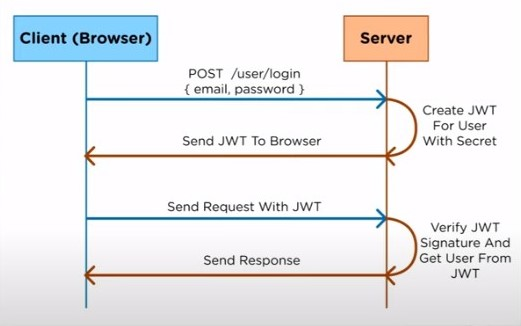 Client (Browser)
Server
POST /user/login
{ email, password }
Create JWT
For User
With Secret
Send JWT To Browser
Send Request With JWT
Verify JWT
Signature And
Get User From
JWT
Send Response